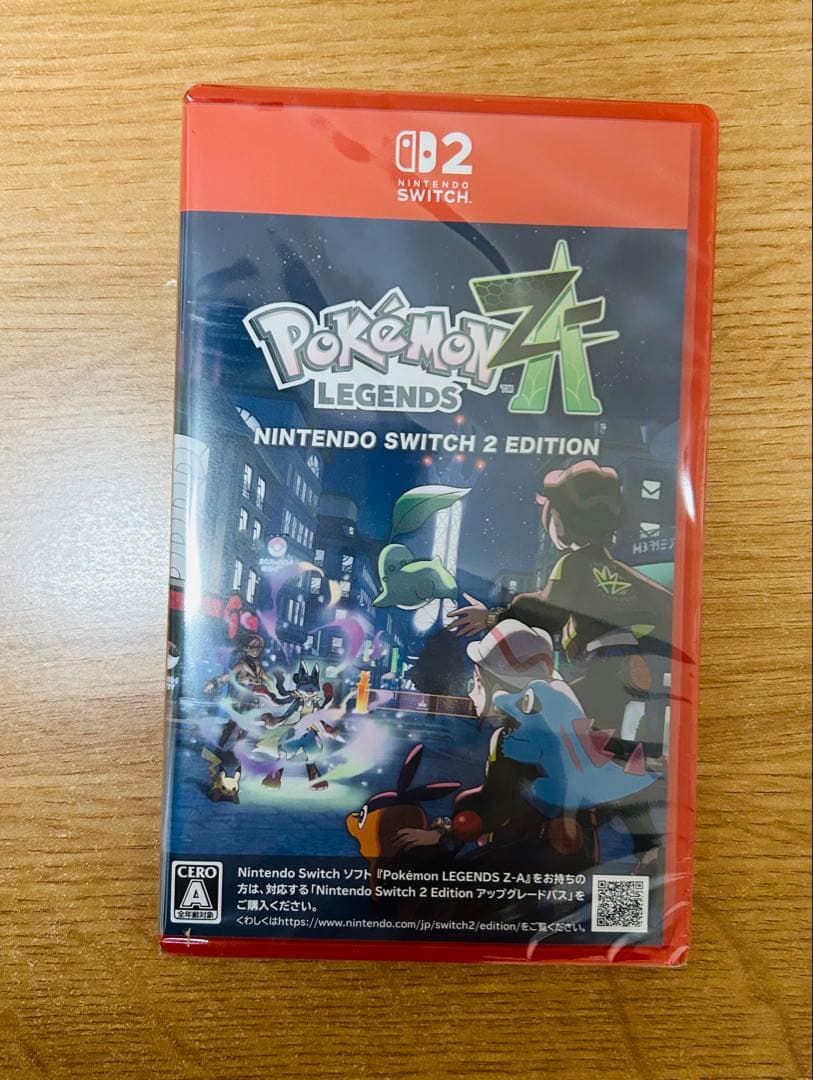 2
NINTENDO
SWITCH™
Pokémon ZA
LEGENDS ™
NINTENDO SWITCH 2 EDITION
CERO
A
全年齢対象
Nintendo Switch ソフト『Pokémon LEGENDS Z-A』をお持ちの
方は、対応する「Nintendo Switch 2 Edition アップグレードパス」を
ご購入ください。
くわしくはhttps://www.nintendo.com/jp/switch2/edition/をご覧ください。